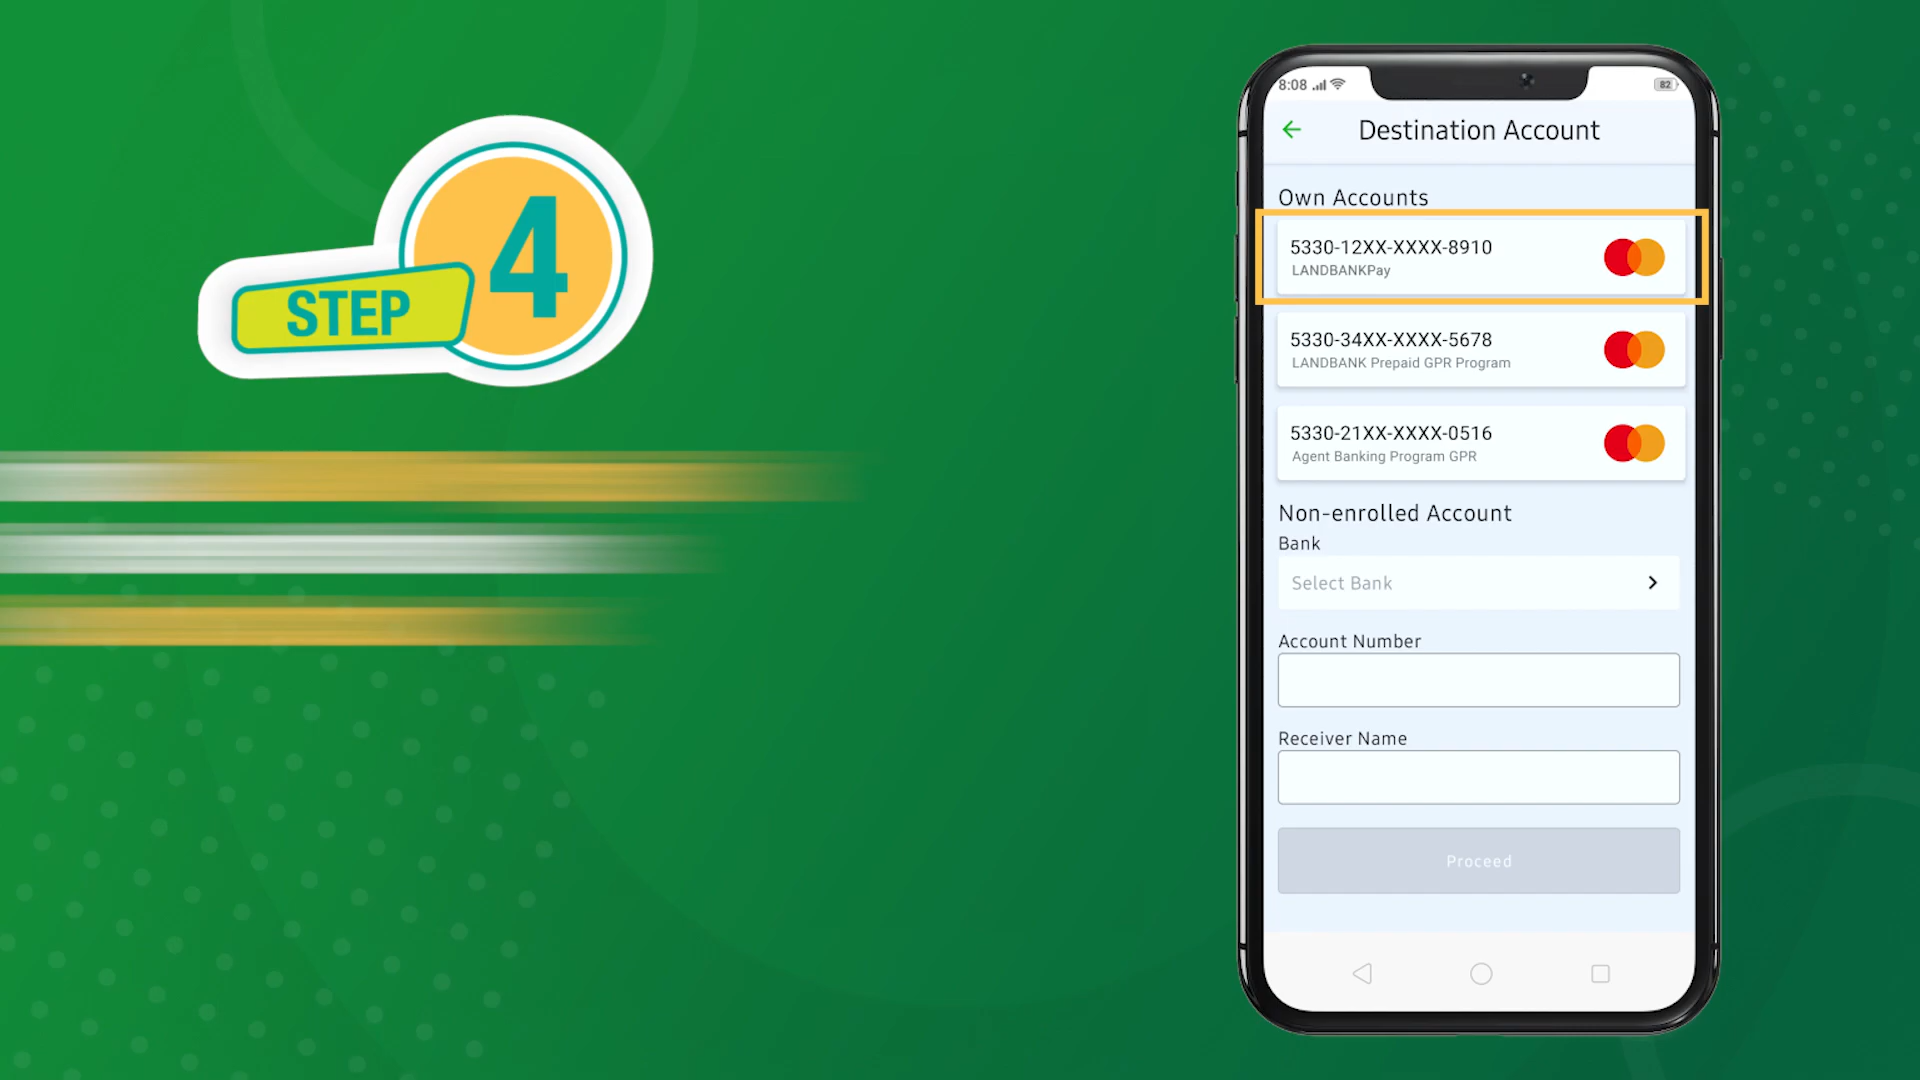 STEP 4
8:08
82
Destination Account
Own Accounts
5330-12XX-XXXX-8910
LANDBANKPay
5330-34XX-XXXX-5678
LANDBANK Prepaid GPR Program
5330-21XX-XXXX-0516
Agent Banking Program GPR
Non-enrolled Account
Bank
Select Bank
Account Number
Receiver Name
Proceed